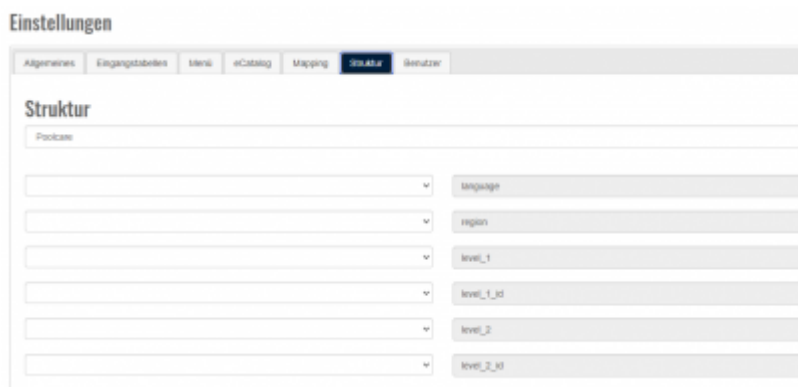 Einstellungen
Allgemeines Eingangstabellen Menü eCatalog Mapping Struktur Benutzer
Struktur
Poolcare
language
region
level_1
level_1_id
level_2
level_2_id